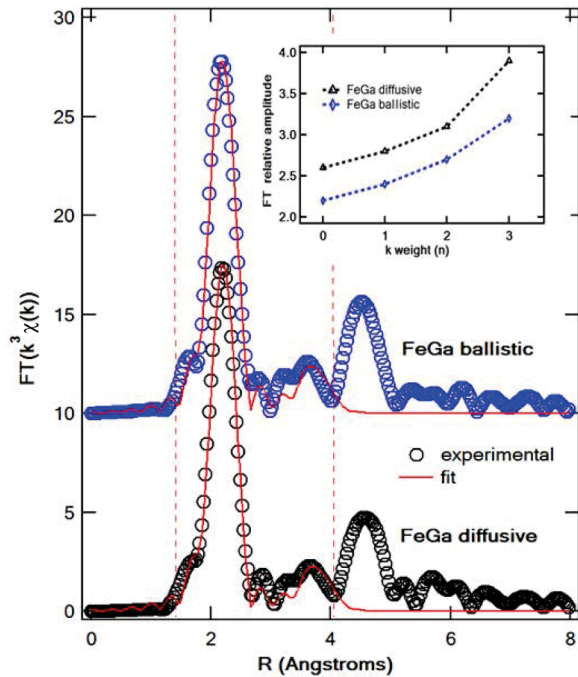 30
25
20
15
10
5
0
FT(k³ χ(k))
0
2
4
6
8
R (Angstroms)
4.0
3.5
3.0
2.5
2.0
FT relative amplitude
0
1
2
3
k weight (n)
FeGa diffusive
FeGa ballistic
FeGa ballistic
experimental
fit
FeGa diffusive